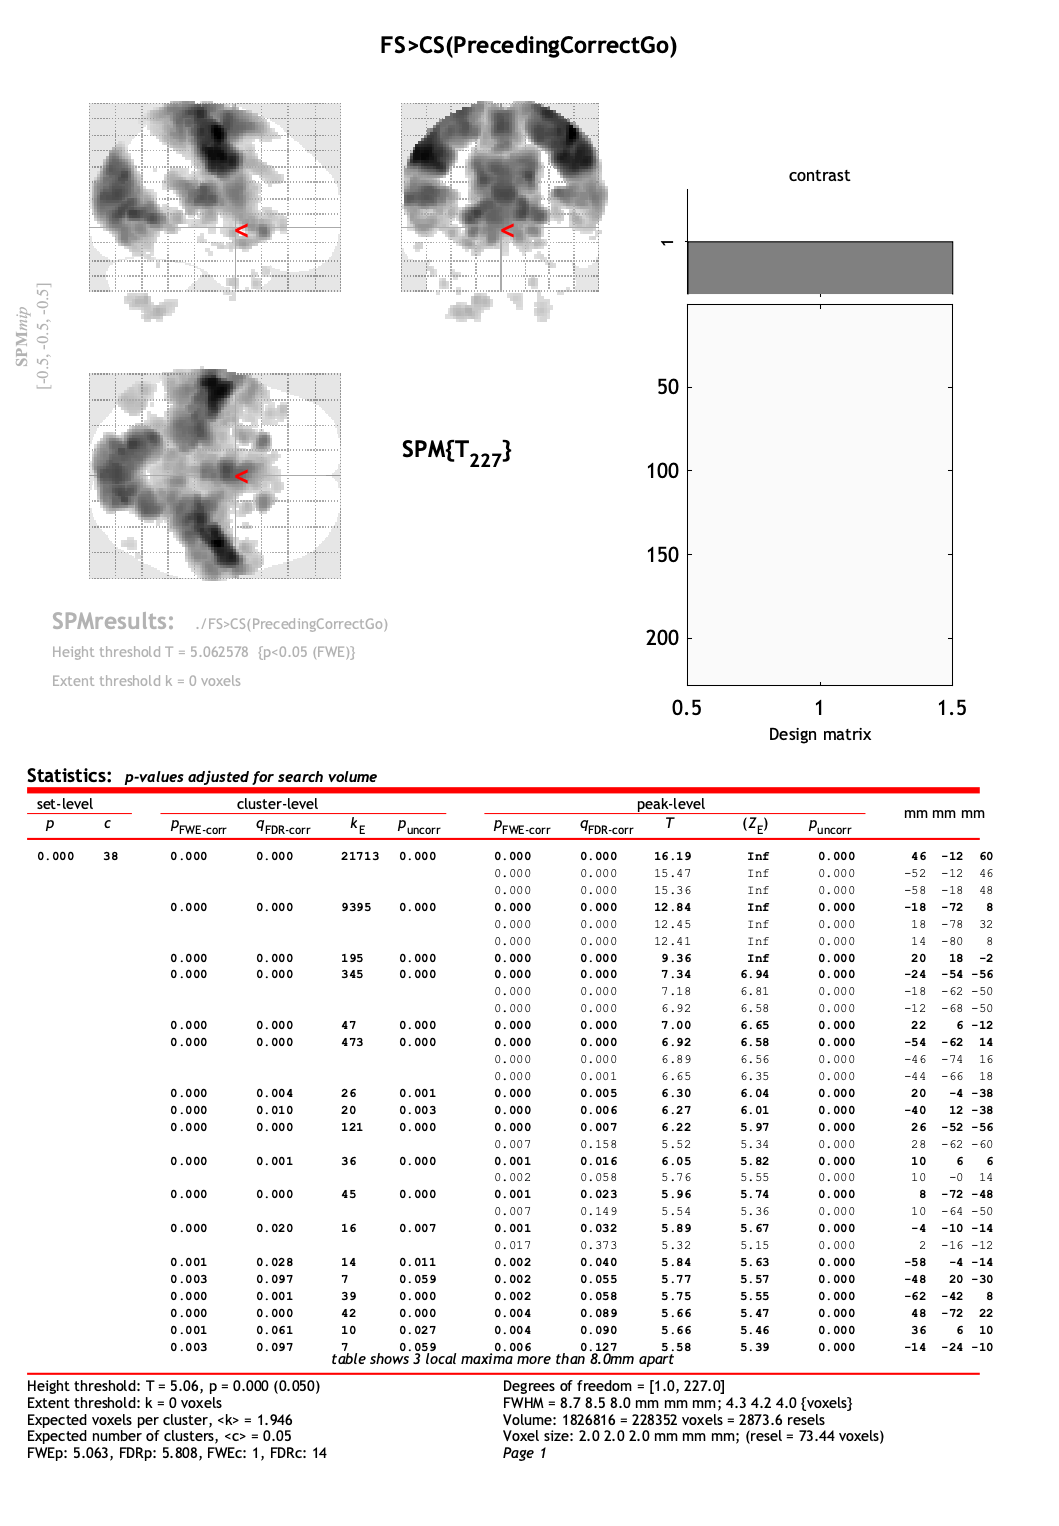 FS>CS(PrecedingCorrectGo)
<
<
contrast
1
SPMmip
[-0.5, -0.5, -0.5]
<
SPM{T227}
50
100
150
200
0.5 1 1.5
Design matrix
SPMresults: ./FS>CS(PrecedingCorrectGo)
Height threshold T = 5.062578 {p<0.05 (FWE)}
Extent threshold k = 0 voxels
Statistics: p-values adjusted for search volume
set-level cluster-level peak-level mm mm mm
p c pFWE-corr qFDR-corr kE puncorr pFWE-corr qFDR-corr T (ZE) puncorr
0.000 38 0.000 0.000 21713 0.000 0.000 0.000 16.19 Inf 0.000 46 -12 60
0.000 0.000 15.47 Inf 0.000 -52 -12 46
0.000 0.000 15.36 Inf 0.000 -58 -18 48
0.000 0.000 9395 0.000 0.000 0.000 12.84 Inf 0.000 -18 -72 8
0.000 0.000 12.45 Inf 0.000 18 -78 32
0.000 0.000 12.41 Inf 0.000 14 -80 8
0.000 0.000 195 0.000 0.000 0.000 9.36 Inf 0.000 20 18 -2
0.000 0.000 345 0.000 0.000 0.000 7.34 6.94 0.000 -24 -54 -56
0.000 0.000 7.18 6.81 0.000 -18 -62 -50
0.000 0.000 6.92 6.58 0.000 -12 -68 -50
0.000 0.000 47 0.000 0.000 0.000 7.00 6.65 0.000 22 6 -12
0.000 0.000 473 0.000 0.000 0.000 6.92 6.58 0.000 -54 -62 14
0.000 0.000 6.89 6.56 0.000 -46 -74 16
0.000 0.001 6.65 6.35 0.000 -44 -66 18
0.000 0.004 26 0.001 0.000 0.005 6.30 6.04 0.000 20 -4 -38
0.000 0.010 20 0.003 0.000 0.006 6.27 6.01 0.000 -40 12 -38
0.000 0.000 121 0.000 0.000 0.007 6.22 5.97 0.000 26 -52 -56
0.007 0.158 5.52 5.34 0.000 28 -62 -60
0.000 0.001 36 0.000 0.001 0.016 6.05 5.82 0.000 10 6 6
0.002 0.058 5.76 5.55 0.000 10 -0 14
0.000 0.000 45 0.000 0.001 0.023 5.96 5.74 0.000 8 -72 -48
0.007 0.149 5.54 5.36 0.000 10 -64 -50
0.000 0.020 16 0.007 0.001 0.032 5.89 5.67 0.000 -4 -10 -14
0.017 0.373 5.32 5.15 0.000 2 -16 -12
0.001 0.028 14 0.011 0.002 0.040 5.84 5.63 0.000 -58 -4 -14
0.003 0.097 7 0.059 0.002 0.055 5.77 5.57 0.000 -48 20 -30
0.000 0.001 39 0.000 0.002 0.058 5.75 5.55 0.000 -62 -42 8
0.000 0.000 42 0.000 0.004 0.089 5.66 5.47 0.000 48 -72 22
0.001 0.061 10 0.027 0.004 0.090 5.66 5.46 0.000 36 6 10
0.003 0.097 7 0.059 0.006 0.127 5.58 5.39 0.000 -14 -24 -10
table shows 3 local maxima more than 8.0mm apart
Height threshold: T = 5.06, p = 0.000 (0.050)
Extent threshold: k = 0 voxels
Expected voxels per cluster, <k> = 1.946
Expected number of clusters, <c> = 0.05
FWEp: 5.063, FDRp: 5.808, FWEc: 1, FDRc: 14
Degrees of freedom = [1.0, 227.0]
FWHM = 8.7 8.5 8.0 mm mm mm; 4.3 4.2 4.0 {voxels}
Volume: 1826816 = 228352 voxels = 2873.6 resels
Voxel size: 2.0 2.0 2.0 mm mm mm; (resel = 73.44 voxels)
Page 1